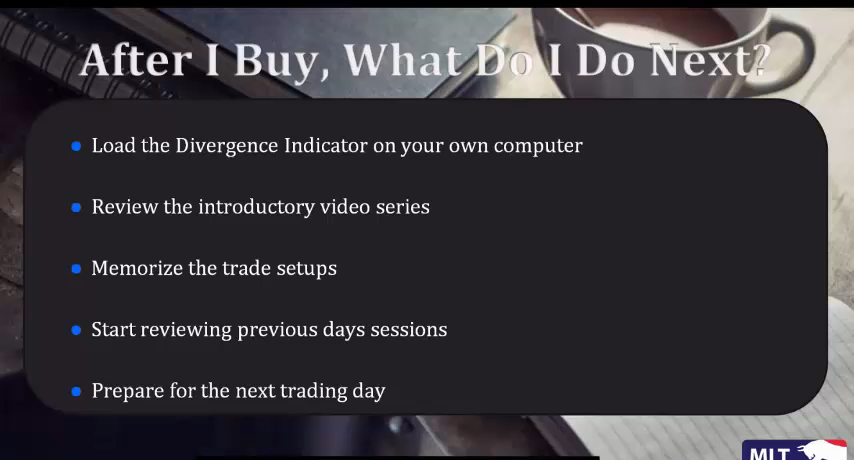 After I Buy, What Do I Do Next?
Load the Divergence Indicator on your own computer
Review the introductory video series
Memorize the trade setups
Start reviewing previous days sessions
Prepare for the next trading day
MLT